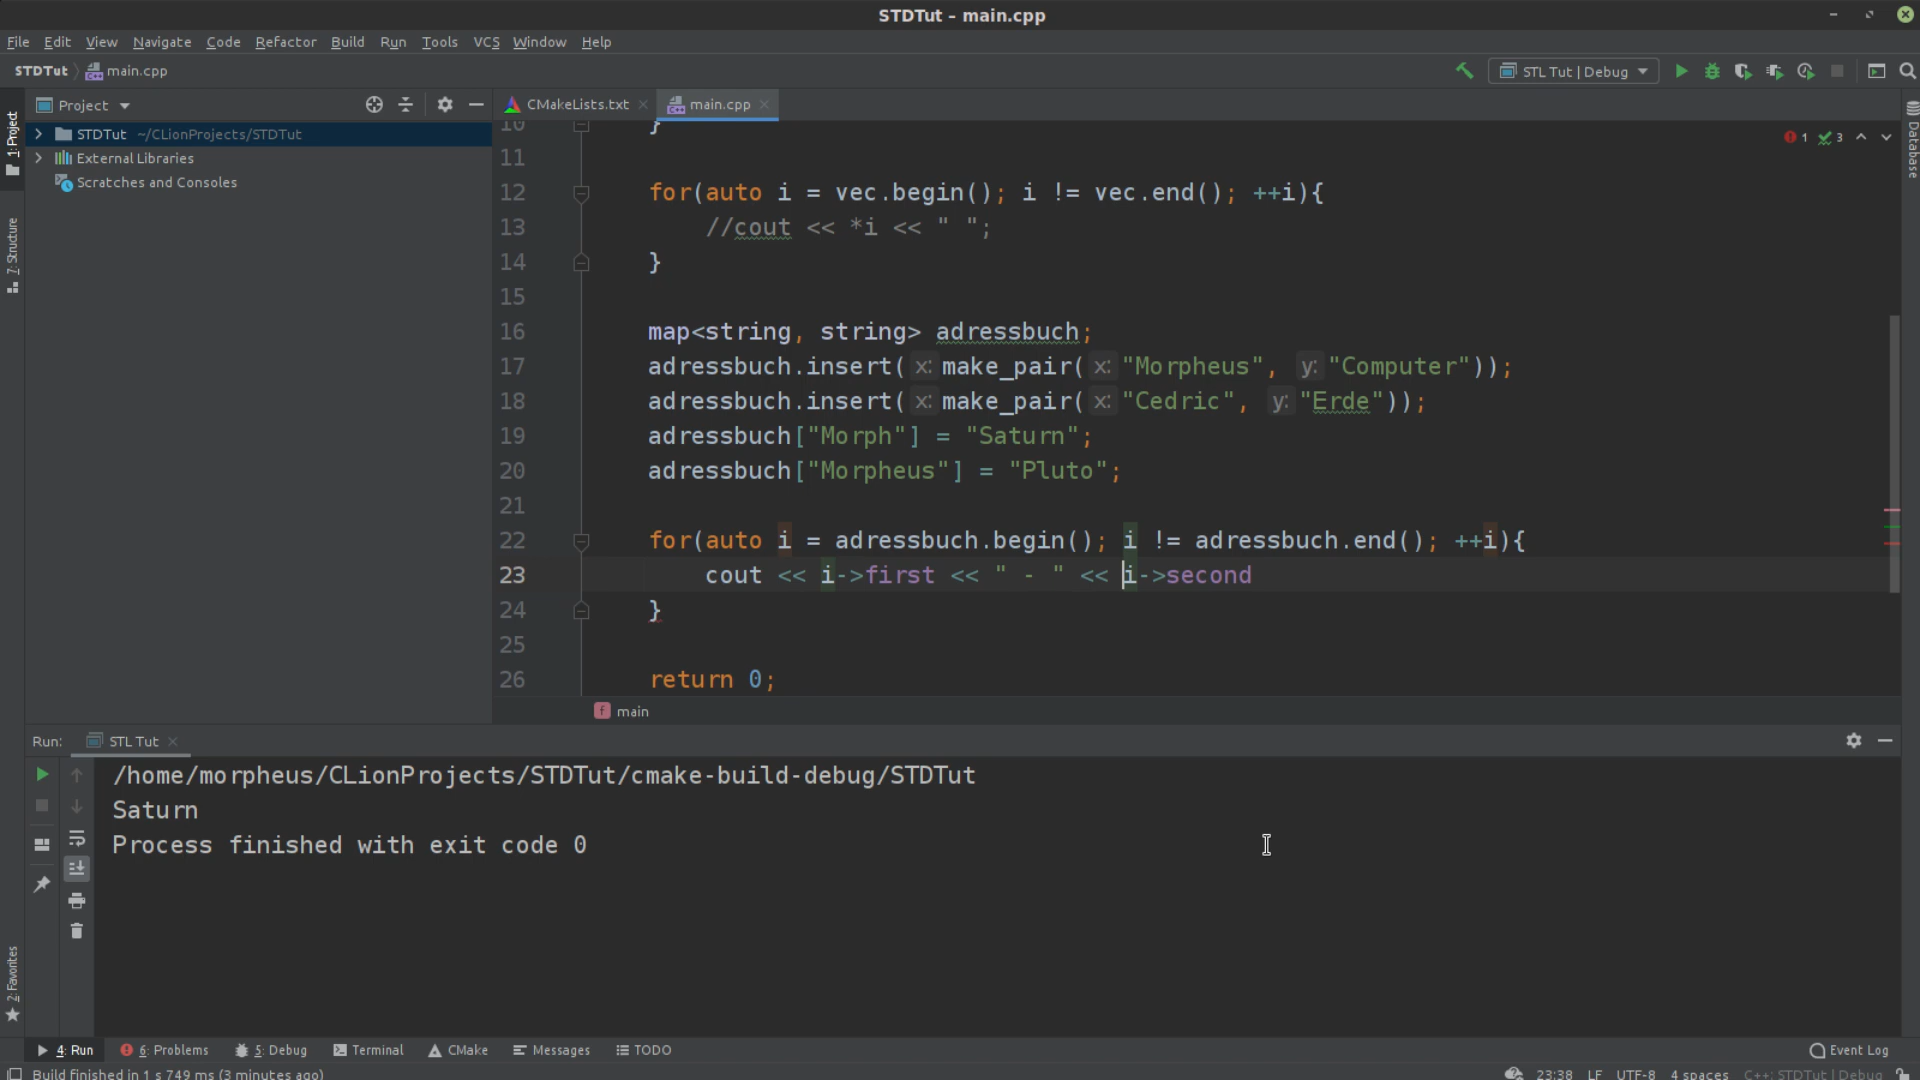 STDTut – main.cpp
File Edit View Navigate Code Refactor Build Run Tools VCS Window Help
STDTut main.cpp STL Tut | Debug
Project CMakeLists.txt main.cpp
1: Project
7: Structure
2: Favorites
Database
STDTut ~/CLionProjects/STDTut
External Libraries
Scratches and Consoles
1 3
10 }
11
12 for(auto i = vec.begin(); i != vec.end(); ++i){
13 //cout << *i << " ";
14 }
15
16 map<string, string> adressbuch;
17 adressbuch.insert( x: make_pair( x: "Morpheus", y: "Computer"));
18 adressbuch.insert( x: make_pair( x: "Cedric", y: "Erde"));
19 adressbuch["Morph"] = "Saturn";
20 adressbuch["Morpheus"] = "Pluto";
21
22 for(auto i = adressbuch.begin(); i != adressbuch.end(); ++i){
23 cout << i->first << " - " << i->second
24 }
25
26 return 0;
f main
Run: STL Tut
/home/morpheus/CLionProjects/STDTut/cmake-build-debug/STDTut
Saturn
Process finished with exit code 0
4: Run 6: Problems 5: Debug Terminal CMake Messages TODO Event Log
Build finished in 1 s 749 ms (3 minutes ago) 23:38 LF UTF-8 4 spaces C++: STDTut | Debug